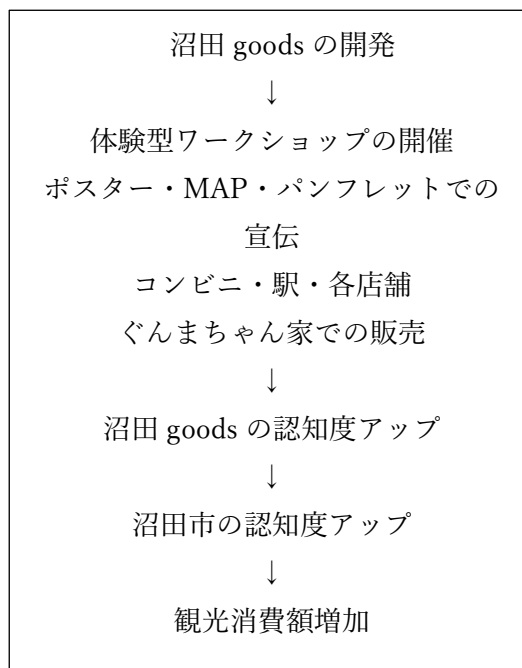 沼田 goods の開発
↓
体験型ワークショップの開催
ポスター・MAP・パンフレットでの
宣伝
コンビニ・駅・各店舗
ぐんまちゃん家での販売
↓
沼田 goods の認知度アップ
↓
沼田市の認知度アップ
↓
観光消費額増加